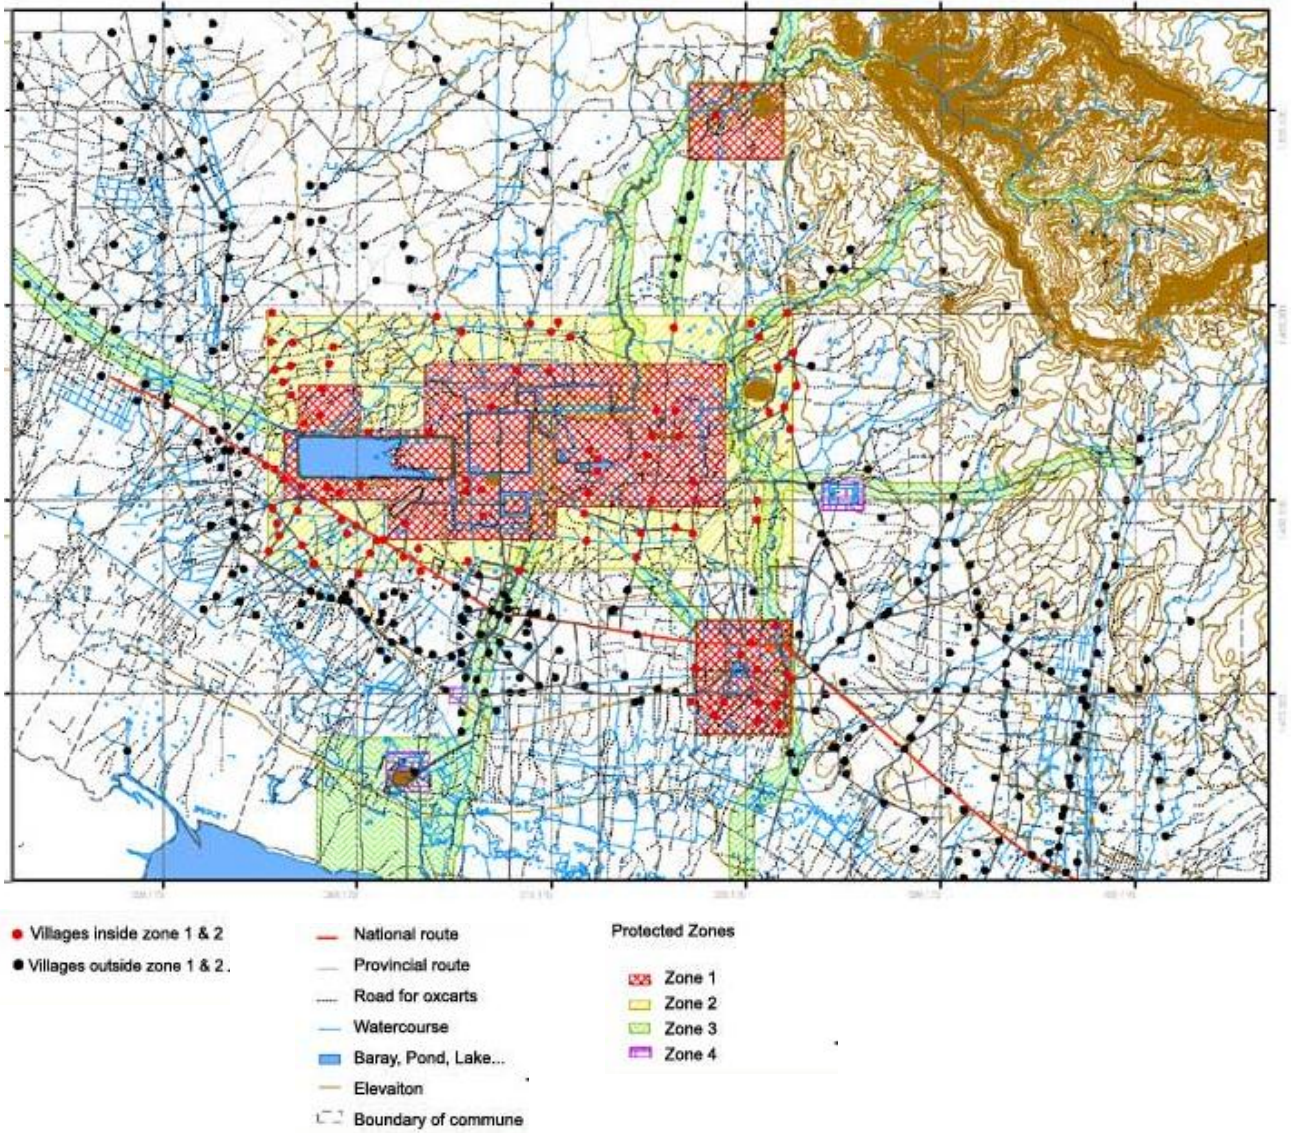 Villages inside zone 1 & 2
Villages outside zone 1 & 2 .
National route
Provincial route
Road for oxcarts
Watercourse
Baray, Pond, Lake...
Elevaiton
Boundary of commune
Protected Zones
Zone 1
Zone 2
Zone 3
Zone 4